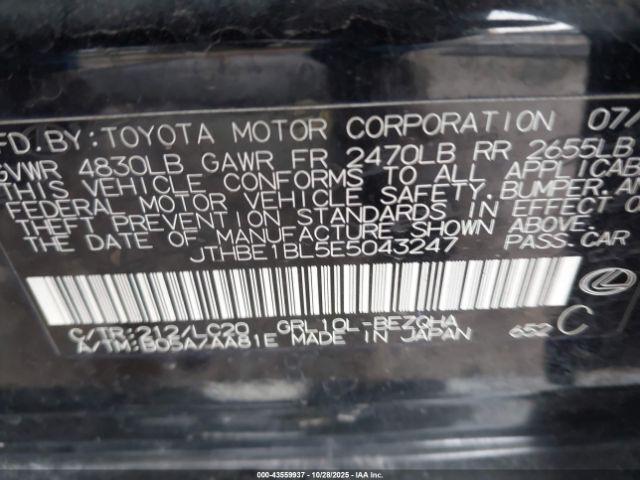 FD.BY:TOYOTA MOTOR CORPORATION 07/
GVWR 4830LB GAWR FR 2470LB RR 2655LB
THIS VEHICLE CONFORMS TO ALL APPLICAB
FEDERAL MOTOR VEHICLE SAFETY, BUMPER, AN
THEFT PREVENTION STANDARDS IN EFFECT O
THE DATE OF MANUFACTURE SHOWN ABOVE.
JTHBE1BL5E5043247 PASS.CAR
C/TR:212/LC20 GRL10L-BEZQHA
A/TM:B05A7AA81E MADE IN JAPAN 652 C
000-43559937 - 10/28/2025 - IAA, Inc.